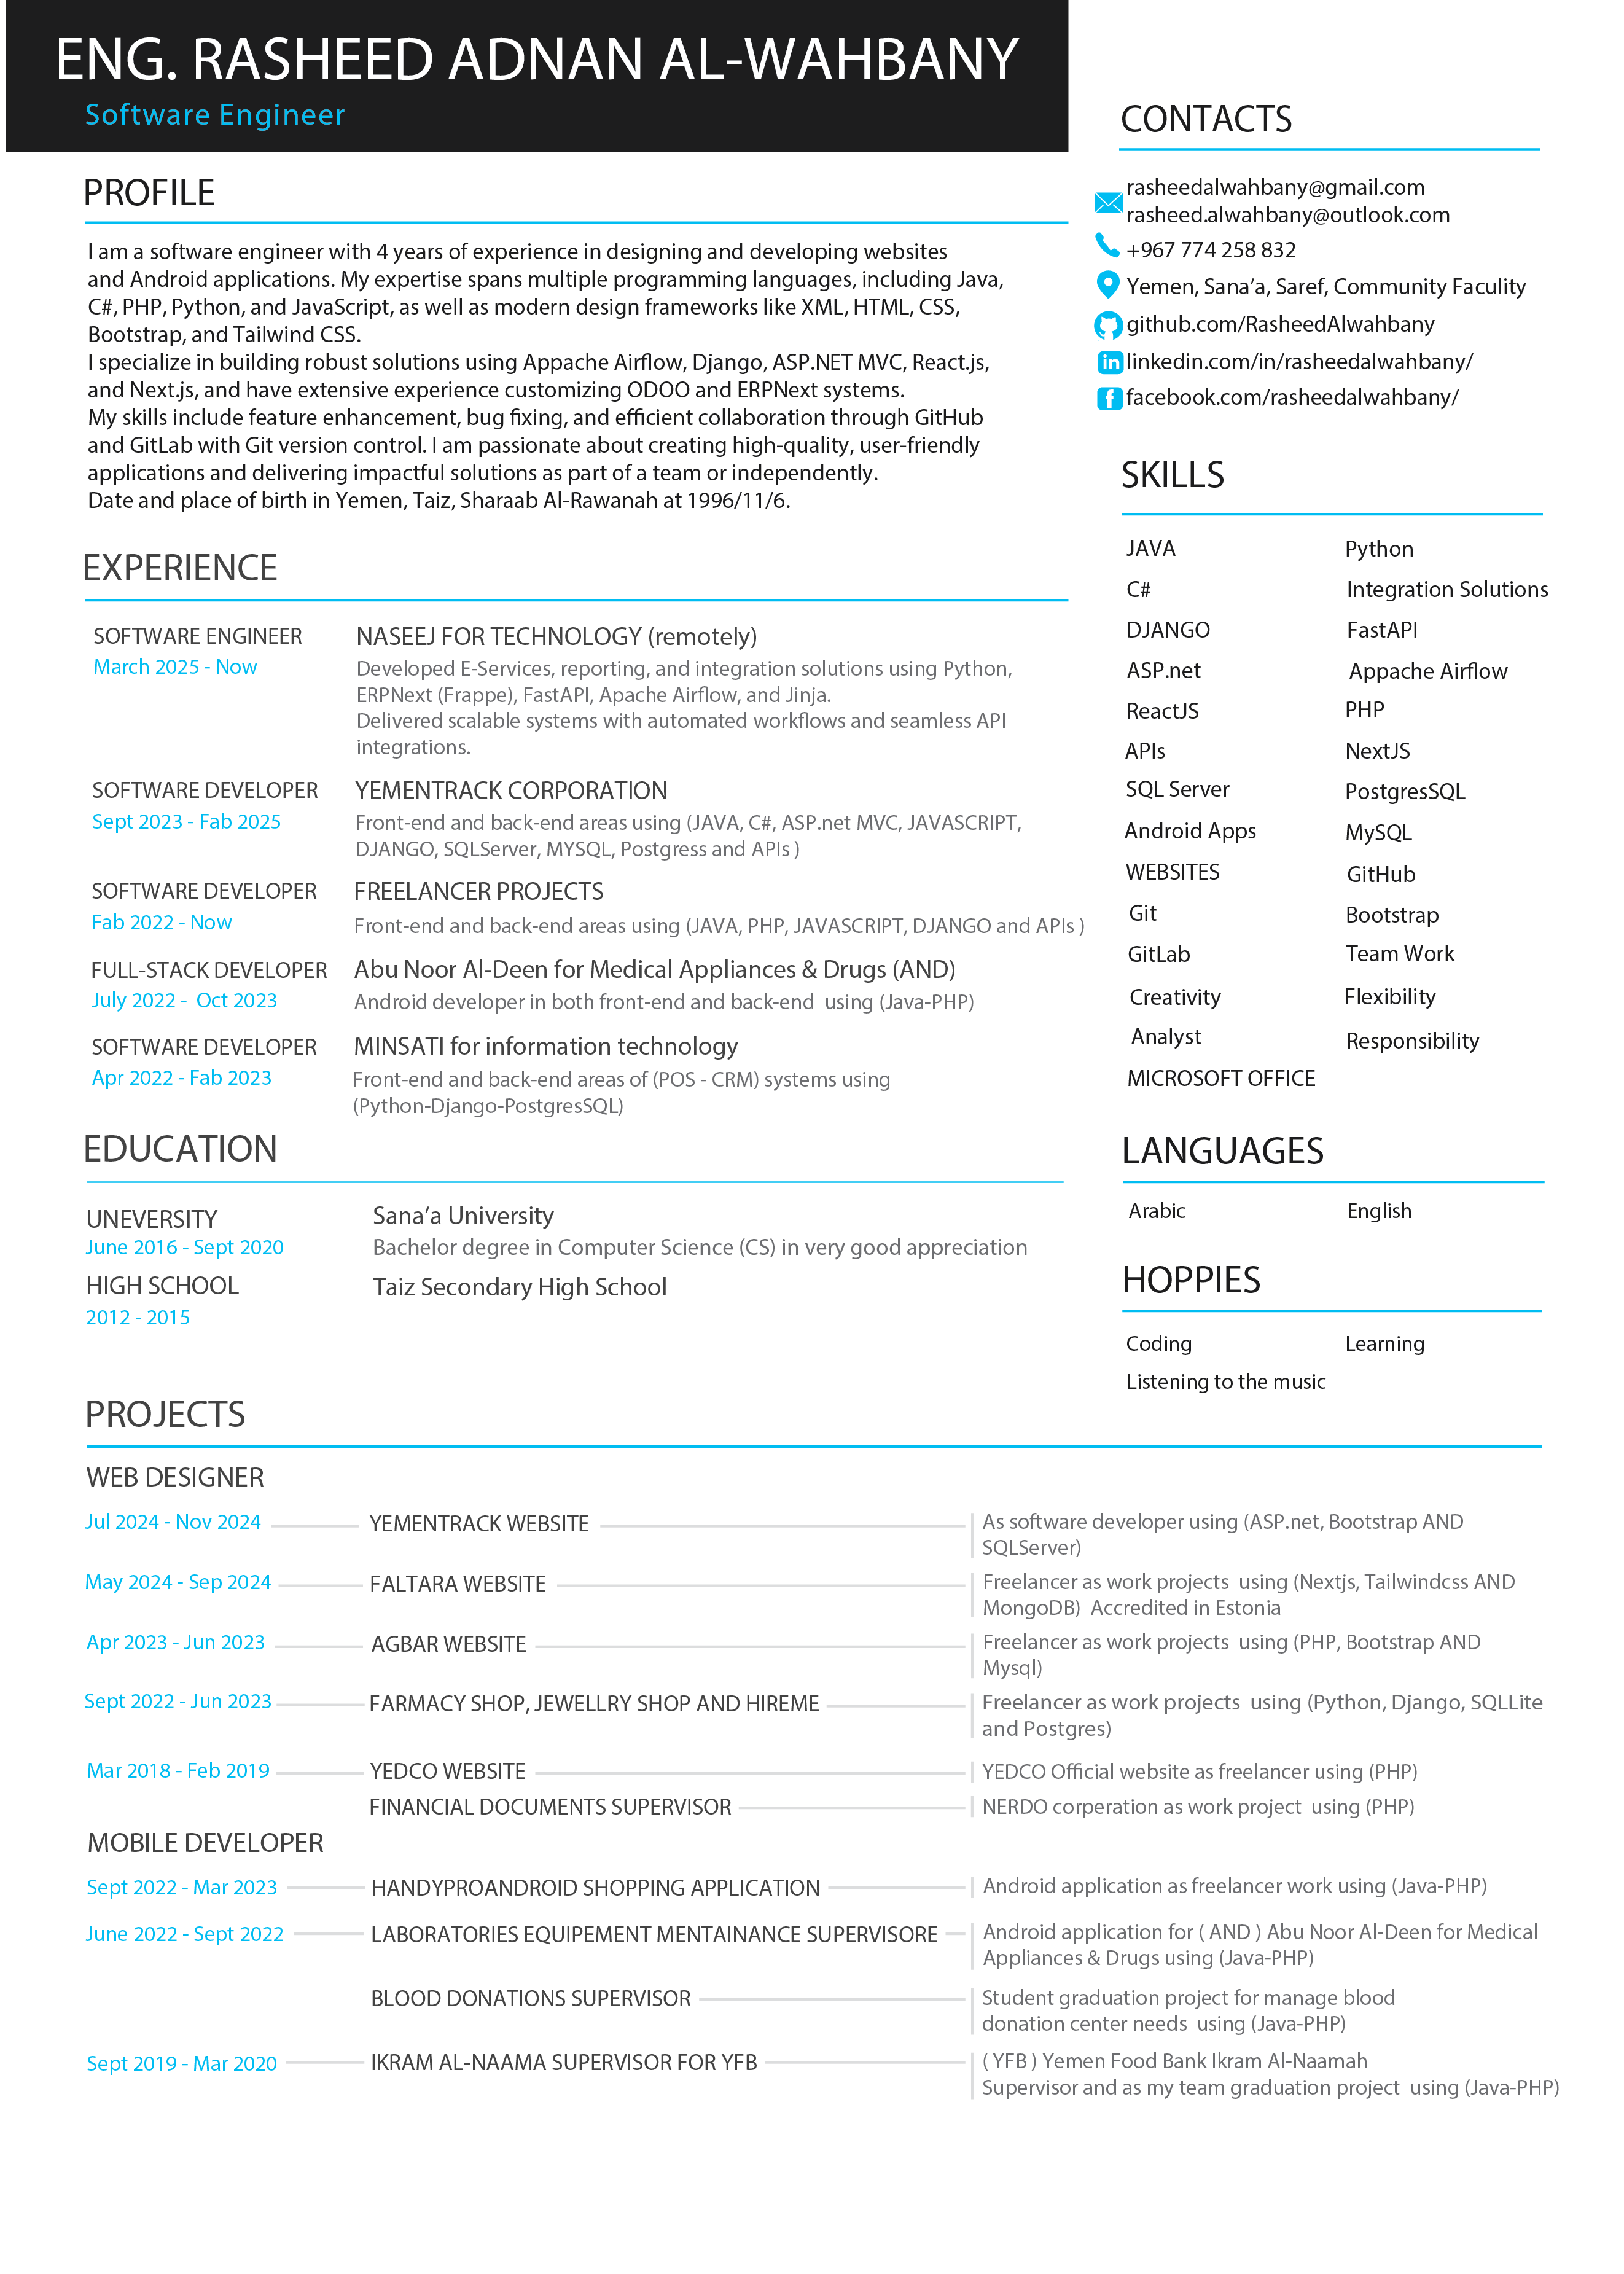 ENG. RASHEED ADNAN AL-WAHBANY
Software Engineer
PROFILE
I am a software engineer with 4 years of experience in designing and developing websites
and Android applications. My expertise spans multiple programming languages, including Java,
C#, PHP, Python, and JavaScript, as well as modern design frameworks like XML, HTML, CSS,
Bootstrap, and Tailwind CSS.
I specialize in building robust solutions using Appache Airflow, Django, ASP.NET MVC, React.js,
and Next.js, and have extensive experience customizing ODOO and ERPNext systems.
My skills include feature enhancement, bug fixing, and efficient collaboration through GitHub
and GitLab with Git version control. I am passionate about creating high-quality, user-friendly
applications and delivering impactful solutions as part of a team or independently.
Date and place of birth in Yemen, Taiz, Sharaab Al-Rawanah at 1996/11/6.
EXPERIENCE
SOFTWARE ENGINEER
March 2025 - Now
NASEEJ FOR TECHNOLOGY (remotely)
Developed E-Services, reporting, and integration solutions using Python,
ERPNext (Frappe), FastAPI, Apache Airflow, and Jinja.
Delivered scalable systems with automated workflows and seamless API
integrations.
SOFTWARE DEVELOPER
Sept 2023 - Fab 2025
YEMENTRACK CORPORATION
Front-end and back-end areas using (JAVA, C#, ASP.net MVC, JAVASCRIPT,
DJANGO, SQLServer, MYSQL, Postgress and APIs )
SOFTWARE DEVELOPER
Fab 2022 - Now
FREELANCER PROJECTS
Front-end and back-end areas using (JAVA, PHP, JAVASCRIPT, DJANGO and APIs )
FULL-STACK DEVELOPER
July 2022 - Oct 2023
Abu Noor Al-Deen for Medical Appliances & Drugs (AND)
Android developer in both front-end and back-end using (Java-PHP)
SOFTWARE DEVELOPER
Apr 2022 - Fab 2023
MINSATI for information technology
Front-end and back-end areas of (POS - CRM) systems using
(Python-Django-PostgresSQL)
EDUCATION
UNEVERSITY
June 2016 - Sept 2020
Sana’a University
Bachelor degree in Computer Science (CS) in very good appreciation
HIGH SCHOOL
2012 - 2015
Taiz Secondary High School
CONTACTS
rasheedalwahbany@gmail.com
rasheed.alwahbany@outlook.com
+967 774 258 832
Yemen, Sana’a, Saref, Community Faculity
github.com/RasheedAlwahbany
linkedin.com/in/rasheedalwahbany/
facebook.com/rasheedalwahbany/
SKILLS
JAVA Python
C# Integration Solutions
DJANGO FastAPI
ASP.net Appache Airflow
ReactJS PHP
APIs NextJS
SQL Server PostgresSQL
Android Apps MySQL
WEBSITES GitHub
Git Bootstrap
GitLab Team Work
Creativity Flexibility
Analyst Responsibility
MICROSOFT OFFICE
LANGUAGES
Arabic English
HOPPIES
Coding Learning
Listening to the music
PROJECTS
WEB DESIGNER
Jul 2024 - Nov 2024 YEMENTRACK WEBSITE
As software developer using (ASP.net, Bootstrap AND
SQLServer)
May 2024 - Sep 2024 FALTARA WEBSITE
Freelancer as work projects using (Nextjs, Tailwindcss AND
MongoDB) Accredited in Estonia
Apr 2023 - Jun 2023 AGBAR WEBSITE
Freelancer as work projects using (PHP, Bootstrap AND
Mysql)
Sept 2022 - Jun 2023 FARMACY SHOP, JEWELLRY SHOP AND HIREME
Freelancer as work projects using (Python, Django, SQLLite
and Postgres)
Mar 2018 - Feb 2019 YEDCO WEBSITE YEDCO Official website as freelancer using (PHP)
FINANCIAL DOCUMENTS SUPERVISOR NERDO corperation as work project using (PHP)
MOBILE DEVELOPER
Sept 2022 - Mar 2023 HANDYPROANDROID SHOPPING APPLICATION Android application as freelancer work using (Java-PHP)
June 2022 - Sept 2022 LABORATORIES EQUIPEMENT MENTAINANCE SUPERVISORE
Android application for ( AND ) Abu Noor Al-Deen for Medical
Appliances & Drugs using (Java-PHP)
BLOOD DONATIONS SUPERVISOR
Student graduation project for manage blood
donation center needs using (Java-PHP)
Sept 2019 - Mar 2020 IKRAM AL-NAAMA SUPERVISOR FOR YFB
( YFB ) Yemen Food Bank Ikram Al-Naamah
Supervisor and as my team graduation project using (Java-PHP)